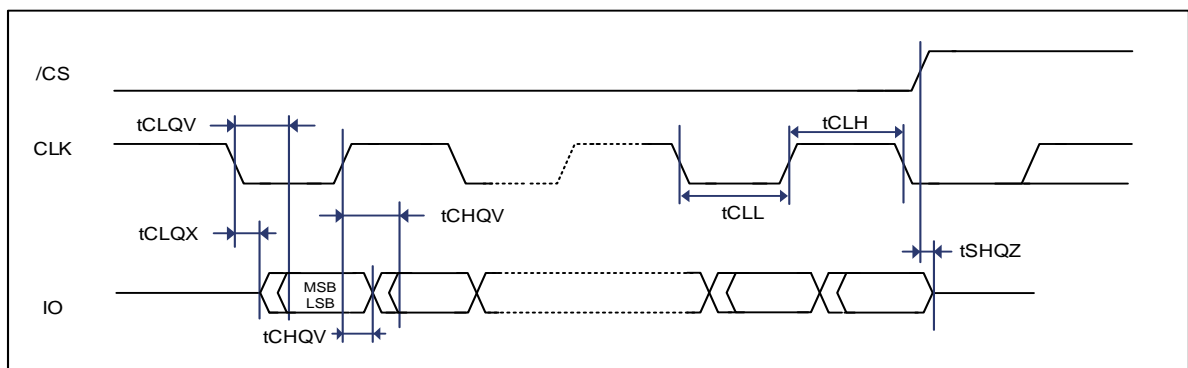 /CS
tCLQV
tCLH
CLK
tCHQV
tCLL
tCLQX
tSHQZ
MSB
LSB
IO
tCHQV